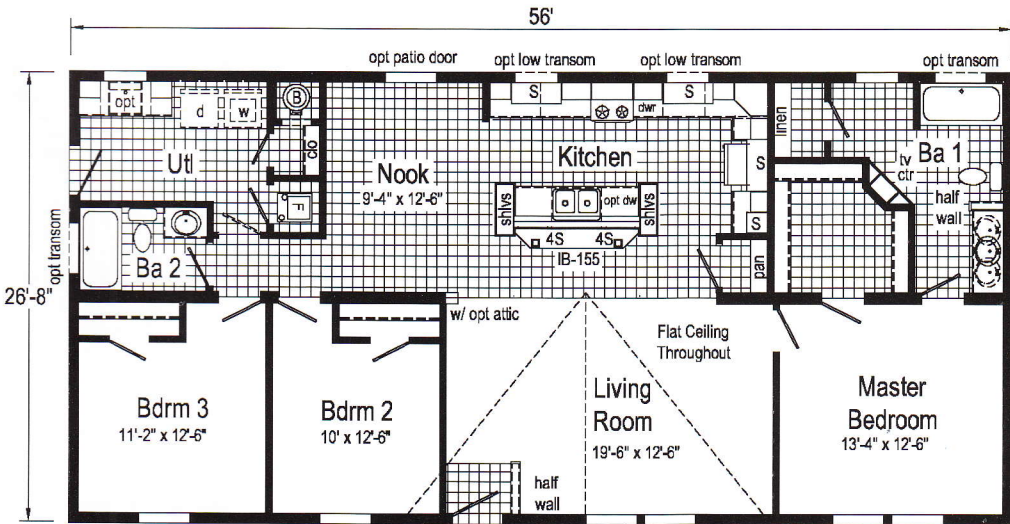 56'
opt patio door
opt low transom
opt low transom
opt transom
opt
d
w
B
clo
S
dwr
S
linen
Utl
Nook
9'-4" x 12'-6"
Kitchen
S
Ba 1
tv
ctr
F
shlvs
opt dw
shlvs
S
half
wall
opt transom
Ba 2
4S
4S
IB-155
pan
26'-8"
w/ opt attic
Flat Ceiling
Throughout
Bdrm 3
11'-2" x 12'-6"
Bdrm 2
10' x 12'-6"
Living
Room
19'-6" x 12'-6"
Master
Bedroom
13'-4" x 12'-6"
half
wall